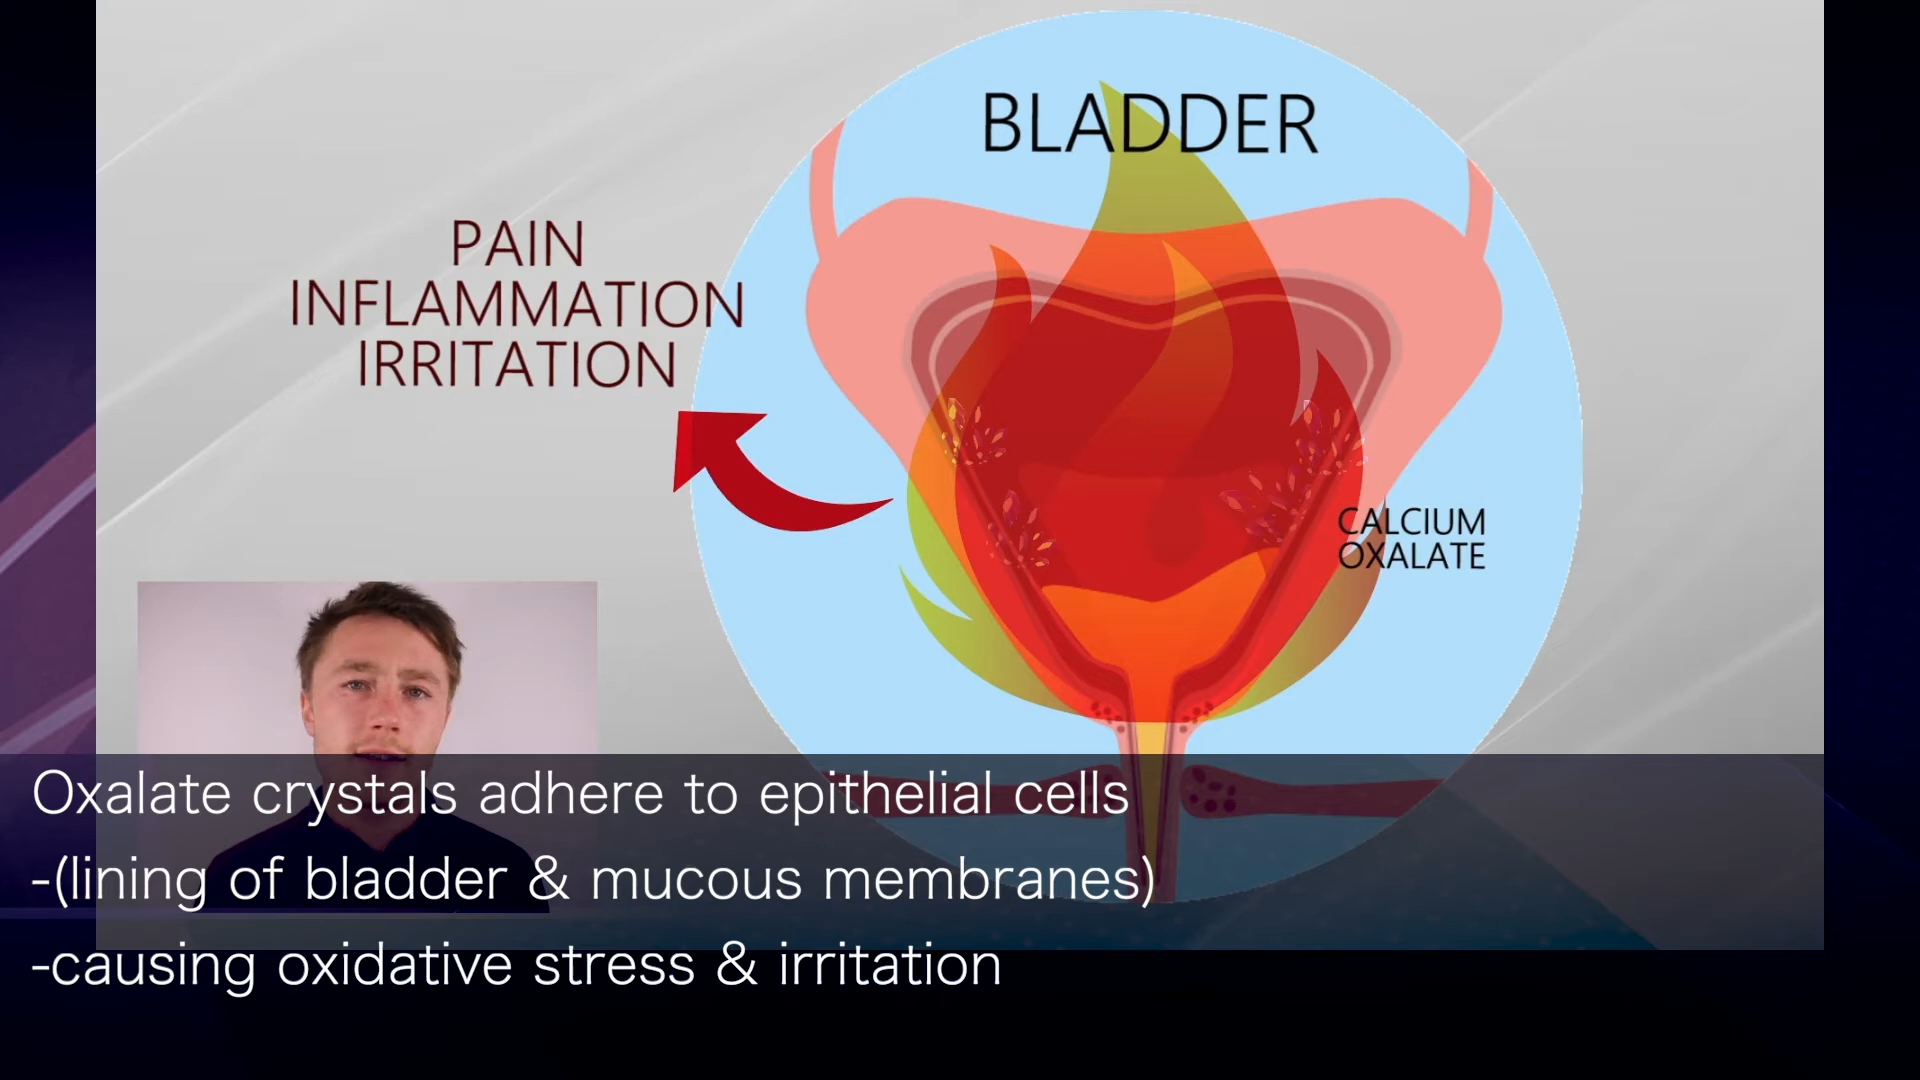 BLADDER
PAIN
INFLAMMATION
IRRITATION
CALCIUM
OXALATE
Oxalate crystals adhere to epithelial cells
-(lining of bladder & mucous membranes)
-causing oxidative stress & irritation